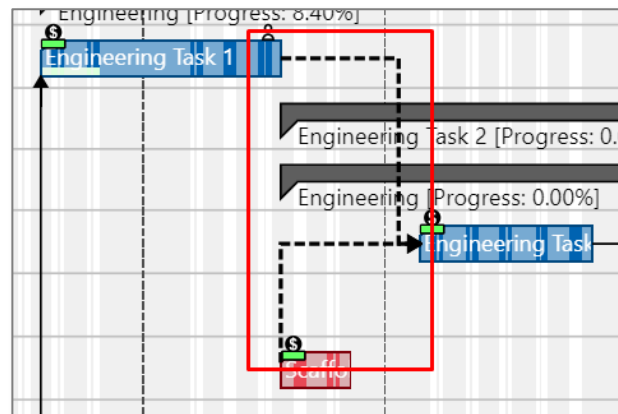 Engineering [Progress: 8.40%]
$
Engineering Task 1
Engineering Task 2 [Progress: 0.0
Engineering [Progress: 0.00%]
$
Engineering Task
$
Scaffo